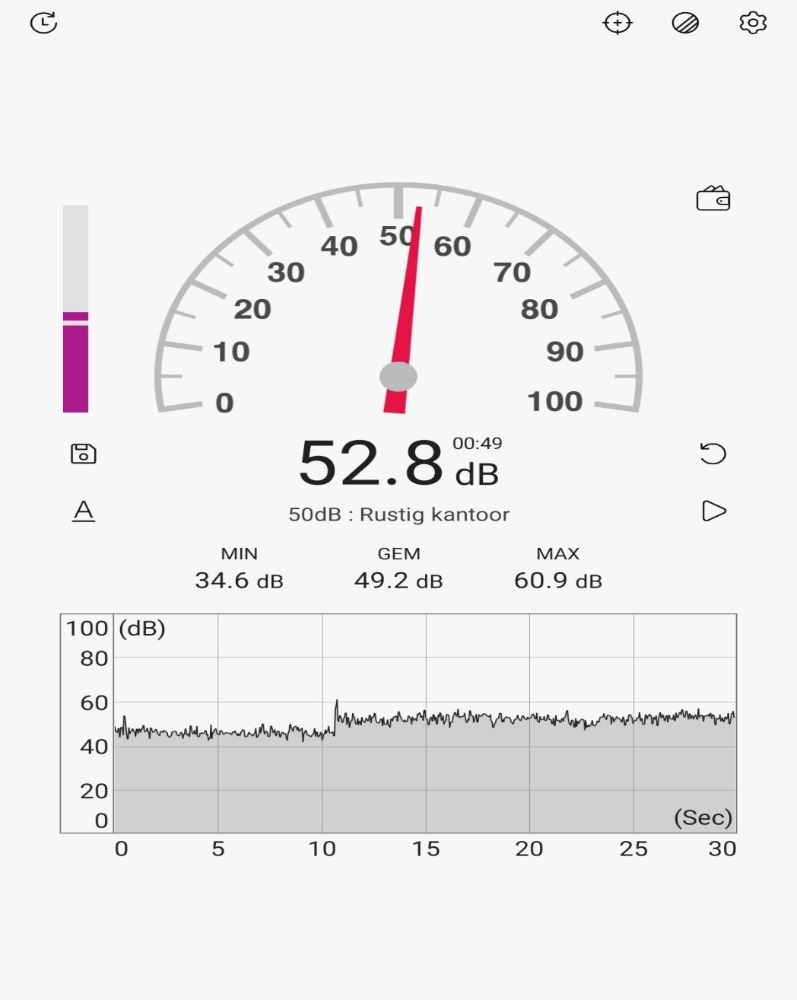 50
40
60
30
70
20
80
10
90
0
100
52.8 00:49 dB
50dB : Rustig kantoor
A
MIN GEM MAX
34.6 dB 49.2 dB 60.9 dB
100 (dB)
80
60
40
20
0 (Sec)
0 5 10 15 20 25 30